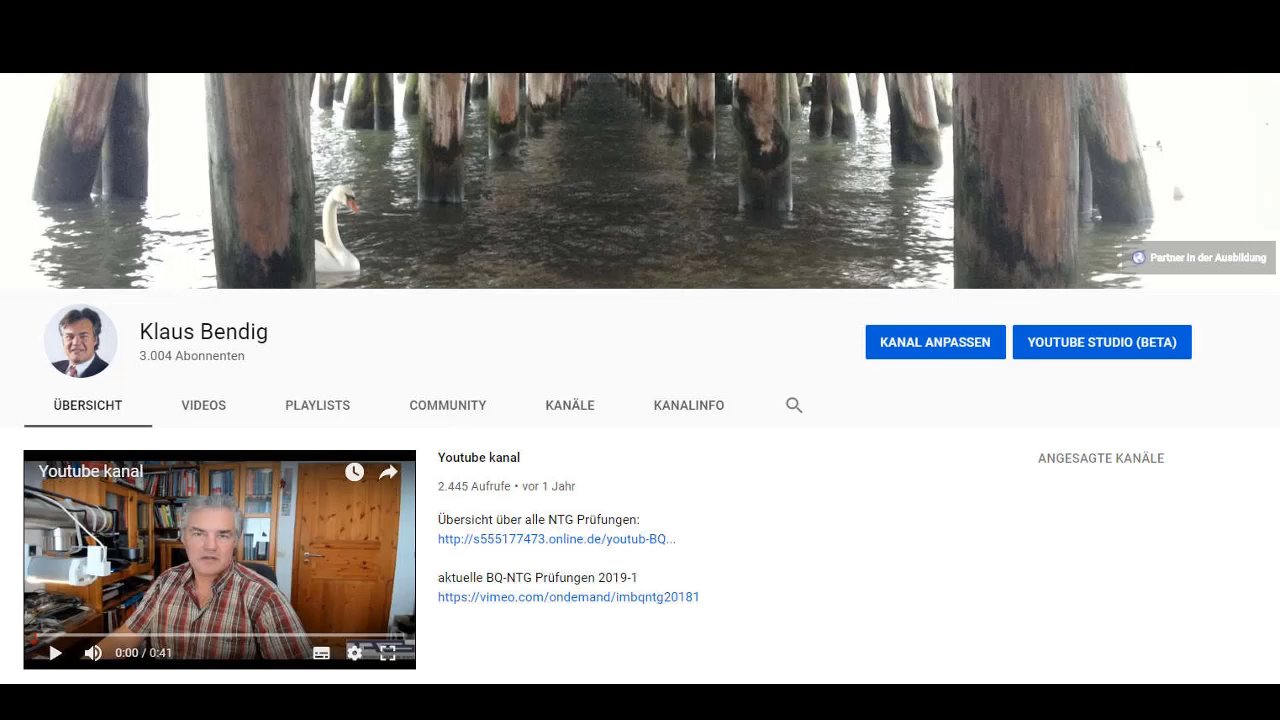 Partner in der Ausbildung
Klaus Bendig
3.004 Abonnenten
KANAL ANPASSEN
YOUTUBE STUDIO (BETA)
ÜBERSICHT
VIDEOS
PLAYLISTS
COMMUNITY
KANÄLE
KANALINFO
Youtube kanal
0:00 / 0:41
Youtube kanal
2.445 Aufrufe • vor 1 Jahr
Übersicht über alle NTG Prüfungen:
http://s555177473.online.de/youtub-BQ...
aktuelle BQ-NTG Prüfungen 2019-1
https://vimeo.com/ondemand/imbqntg20181
ANGESAGTE KANÄLE